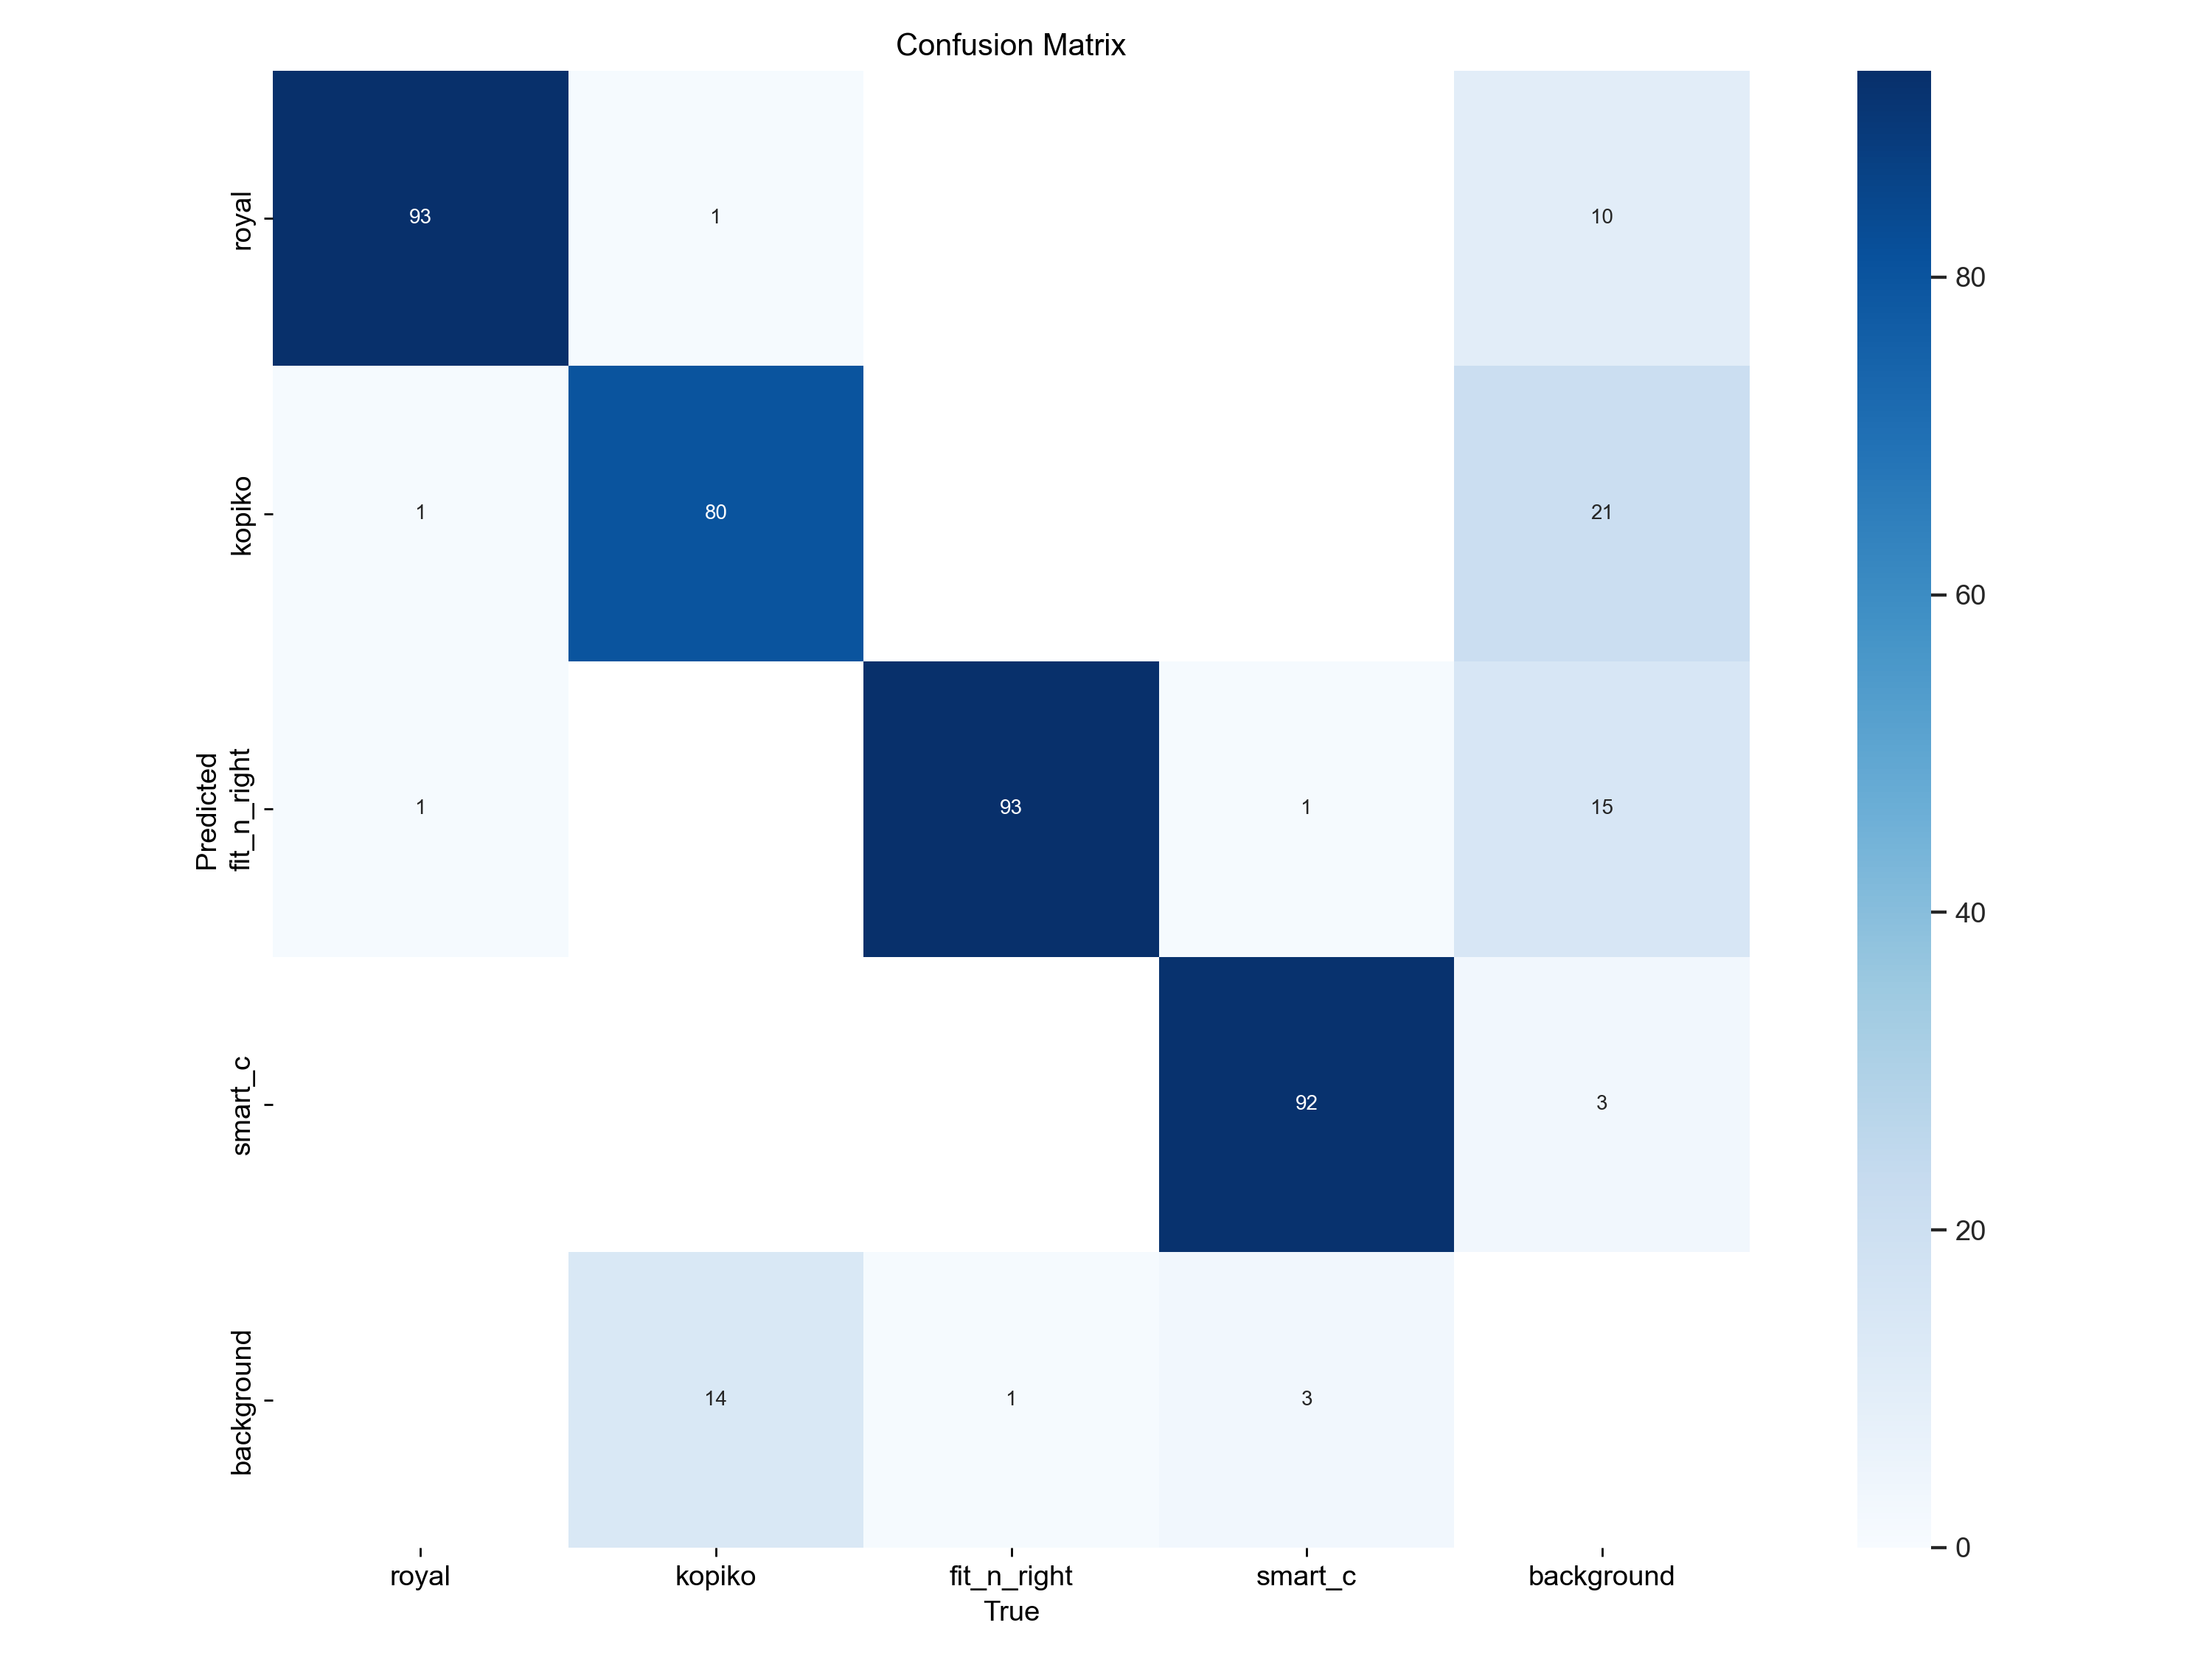 Confusion Matrix
royal
93
1
10
80
kopiko
1
80
21
60
Predicted
fit_n_right
1
93
1
15
40
smart_c
92
3
20
background
14
1
3
0
royal
kopiko
fit_n_right
smart_c
background
True